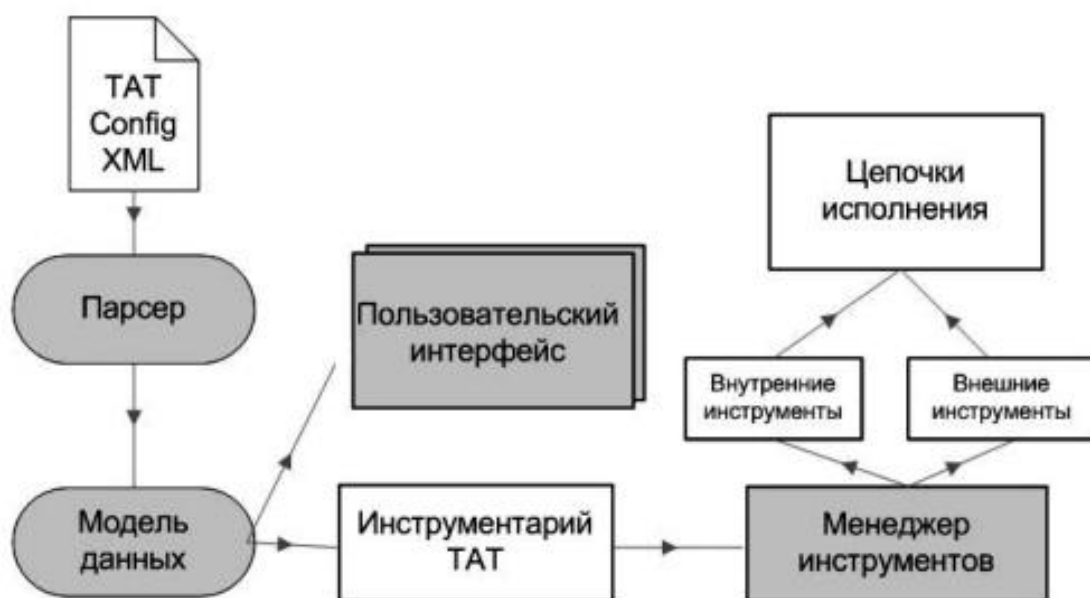 TAT
Config
XML
Цепочки
исполнения
Парсер
Пользовательский
интерфейс
Внутренние
инструменты
Внешние
инструменты
Модель
данных
Инструментарий
TAT
Менеджер
инструментов